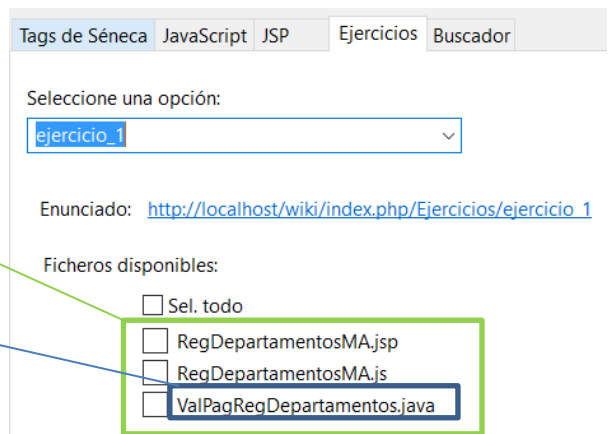 Tags de Séneca JavaScript JSP Ejercicios Buscador
Seleccione una opción:
ejercicio_1
Enunciado: http://localhost/wiki/index.php/Ejercicios/ejercicio_1
Ficheros disponibles:
Sel. todo
RegDepartamentosMA.jsp
RegDepartamentosMA.js
ValPagRegDepartamentos.java